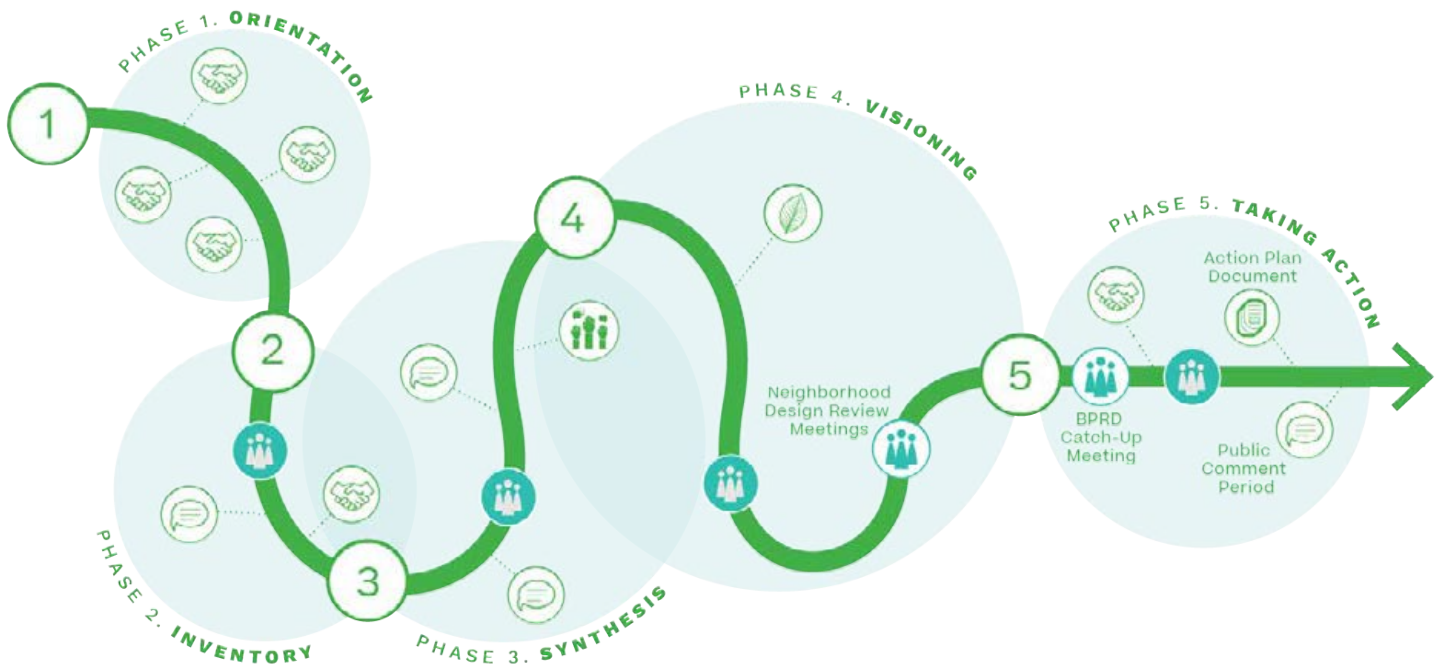 PHASE 1. ORIENTATION
1
2
PHASE 2. INVENTORY
3
PHASE 3. SYNTHESIS
4
PHASE 4. VISIONING
Neighborhood
Design Review
Meetings
5
PHASE 5. TAKING ACTION
BPRD
Catch-Up
Meeting
Action Plan
Document
Public
Comment
Period